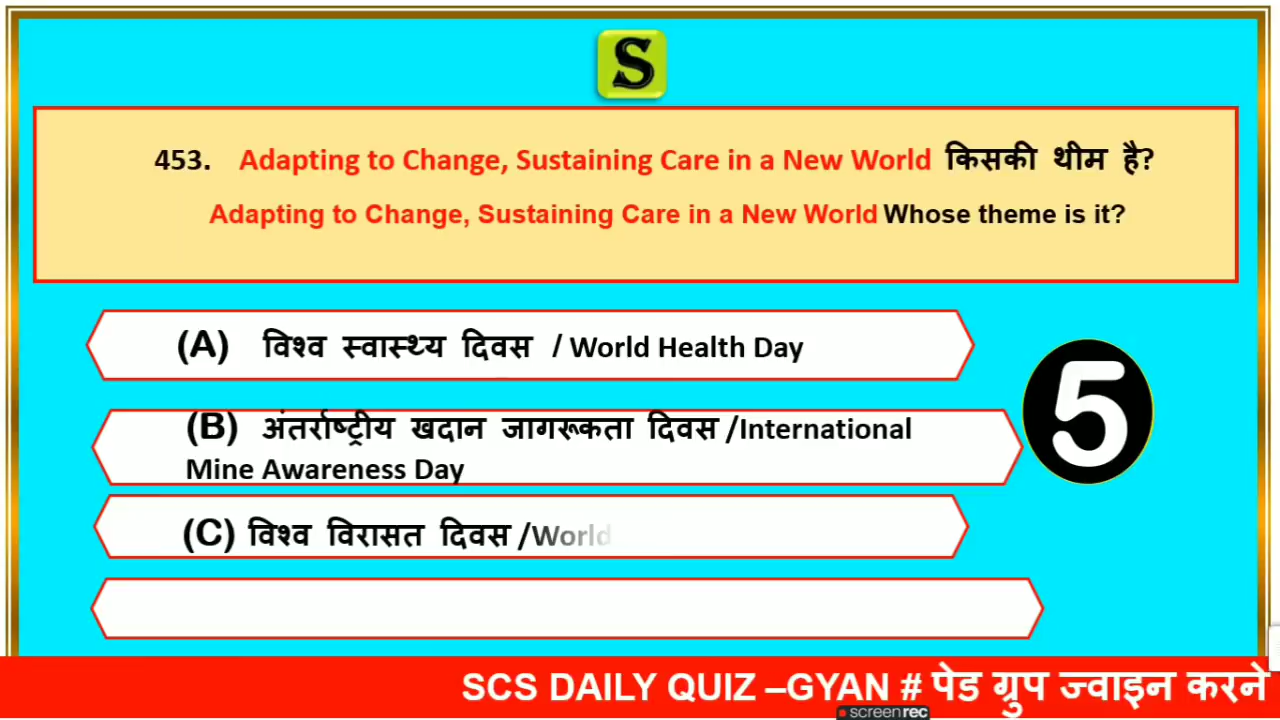 S
453. Adapting to Change, Sustaining Care in a New World किसकी थीम है?
Adapting to Change, Sustaining Care in a New World Whose theme is it?
(A) विश्व स्वास्थ्य दिवस / World Health Day
(B) अंतर्राष्ट्रीय खदान जागरूकता दिवस /International
Mine Awareness Day
5
(C) विश्व विरासत दिवस /World
SCS DAILY QUIZ –GYAN # पेड ग्रुप ज्वाइन करने
screenrec